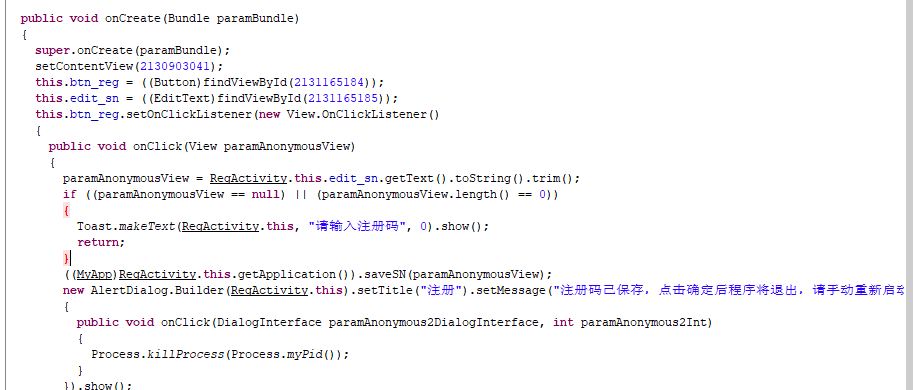 public void onCreate(Bundle paramBundle)
{
super.onCreate(paramBundle);
setContentView(2130903041);
this.btn_reg = ((Button)findViewById(2131165184));
this.edit_sn = ((EditText)findViewById(2131165185));
this.btn_reg.setOnClickListener(new View.OnClickListener()
{
public void onClick(View paramAnonymousView)
{
paramAnonymousView = RegActivity.this.edit_sn.getText().toString().trim();
if ((paramAnonymousView == null) || (paramAnonymousView.length() == 0))
{
Toast.makeText(RegActivity.this, "请输入注册码", 0).show();
return;
}
((MyApp)RegActivity.this.getApplication()).saveSN(paramAnonymousView);
new AlertDialog.Builder(RegActivity.this).setTitle("注册").setMessage("注册码已保存，点击确定后程序将退出，请手动重新启动
{
public void onClick(DialogInterface paramAnonymous2DialogInterface, int paramAnonymous2Int)
{
Process.killProcess(Process.myPid());
}
}).show();